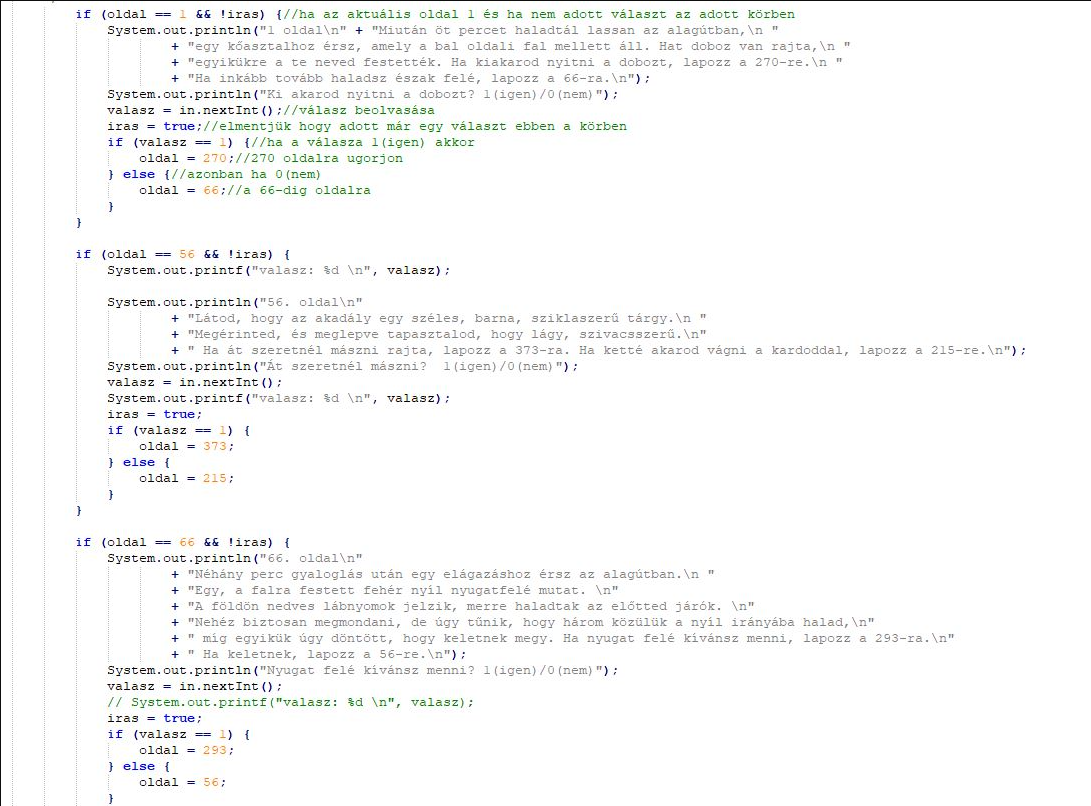 if (oldal == 1 && !iras) {//ha az aktuális oldal 1 és ha nem adott választ az adott körben
System.out.println("1 oldal\n" + "Miután öt percet haladtál lassan az alagútban,\n "
+ "egy kőasztalhoz érsz, amely a bal oldali fal mellett áll. Hat doboz van rajta,\n "
+ "egyikükre a te neved festették. Ha kiakarod nyitni a dobozt, lapozz a 270-re.\n "
+ "Ha inkább tovább haladsz észak felé, lapozz a 66-ra.\n");
System.out.println("Ki akarod nyitni a dobozt? 1(igen)/0(nem)");
valasz = in.nextInt();//válasz beolvasása
iras = true;//elmentjük hogy adott már egy választ ebben a körben
if (valasz == 1) {//ha a válasza 1(igen) akkor
oldal = 270;//270 oldalra ugorjon
} else {//azonban ha 0(nem)
oldal = 66;//a 66-dig oldalra
}
}
if (oldal == 56 && !iras) {
System.out.printf("valasz: %d \n", valasz);
System.out.println("56. oldal\n"
+ "Látod, hogy az akadály egy széles, barna, sziklaszerű tárgy.\n "
+ "Megérinted, és meglepve tapasztalod, hogy lágy, szivacsszerű.\n"
+ " Ha át szeretnél mászni rajta, lapozz a 373-ra. Ha ketté akarod vágni a kardoddal, lapozz a 215-re.\n");
System.out.println("Át szeretnél mászni?  1(igen)/0(nem)");
valasz = in.nextInt();
System.out.printf("valasz: %d \n", valasz);
iras = true;
if (valasz == 1) {
oldal = 373;
} else {
oldal = 215;
}
}
if (oldal == 66 && !iras) {
System.out.println("66. oldal\n"
+ "Néhány perc gyaloglás után egy elágazáshoz érsz az alagútban.\n "
+ "Egy, a falra festett fehér nyíl nyugatfelé mutat. \n"
+ "A földön nedves lábnyomok jelzik, merre haladtak az előtted járók. \n"
+ "Nehéz biztosan megmondani, de úgy tűnik, hogy három közülük a nyíl irányába halad,\n"
+ " míg egyikük úgy döntött, hogy keletnek megy. Ha nyugat felé kívánsz menni, lapozz a 293-ra.\n"
+ " Ha keletnek, lapozz a 56-re.\n");
System.out.println("Nyugat felé kívánsz menni? 1(igen)/0(nem)");
valasz = in.nextInt();
// System.out.printf("valasz: %d \n", valasz);
iras = true;
if (valasz == 1) {
oldal = 293;
} else {
oldal = 56;
}